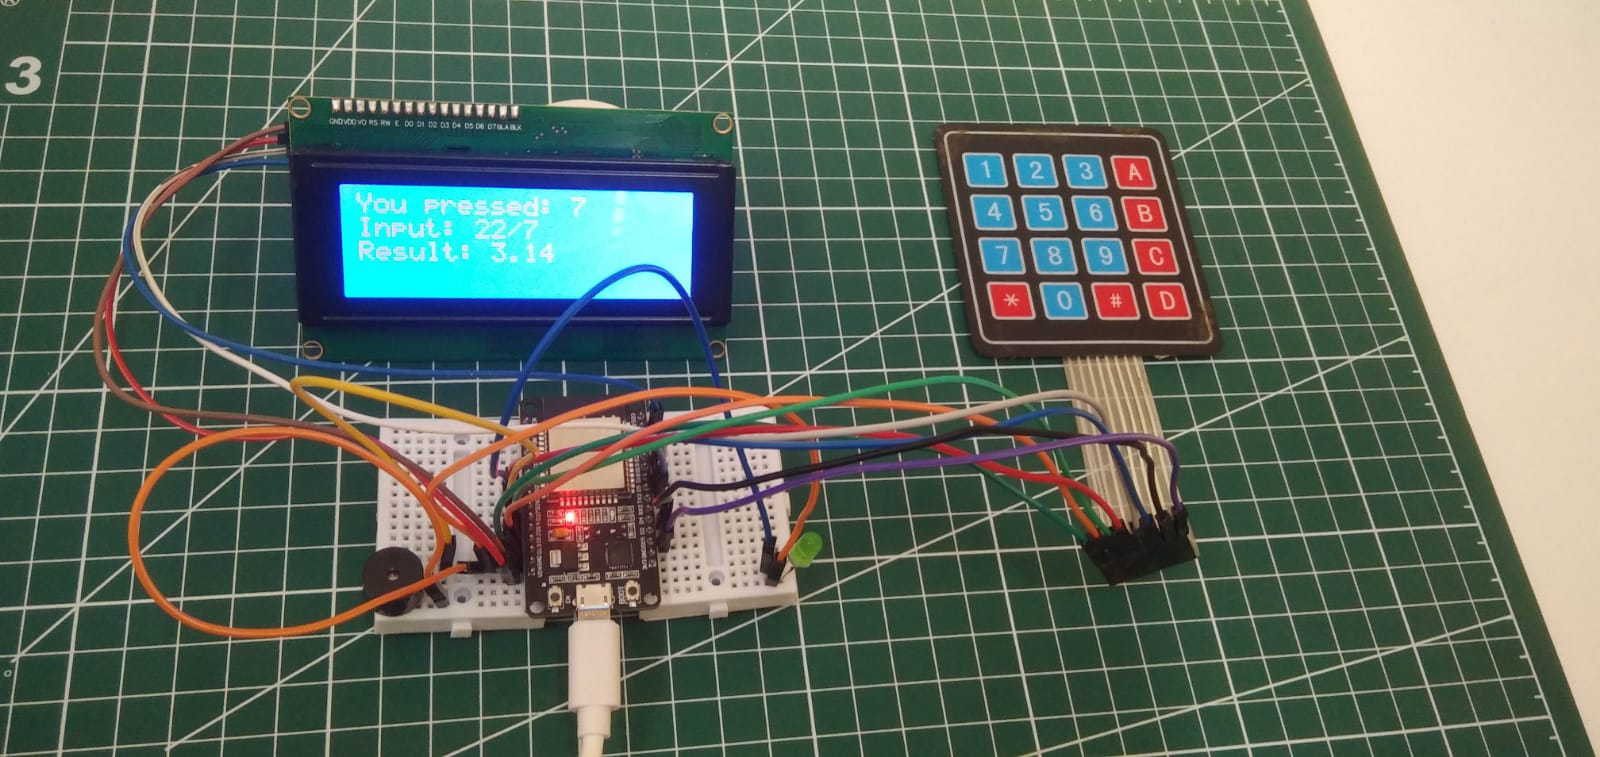 3
GND VDD VO RS RW E D0 D1 D2 D3 D4 D5 D6 D7 BLA BLK
You pressed: 7
Input: 22/7
Result: 3.14
1 2 3 A
4 5 6 B
7 8 9 C
* 0 # D